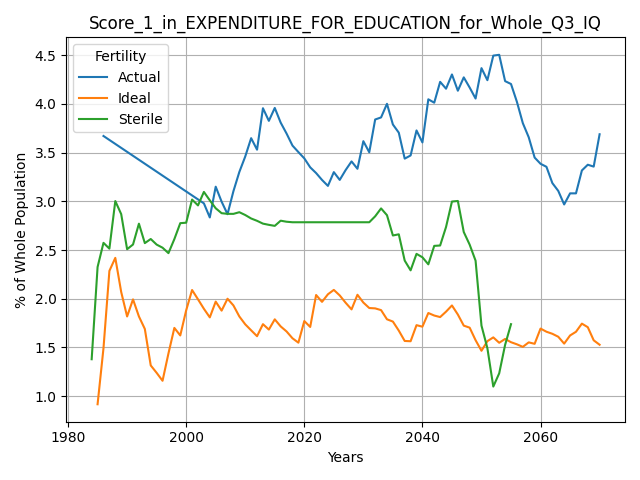 Score_1_in_EXPENDITURE_FOR_EDUCATION_for_Whole_Q3_IQ
Fertility
Actual
Ideal
Sterile
% of Whole Population
4.5
4.0
3.5
3.0
2.5
2.0
1.5
1.0
1980 2000 2020 2040 2060
Years